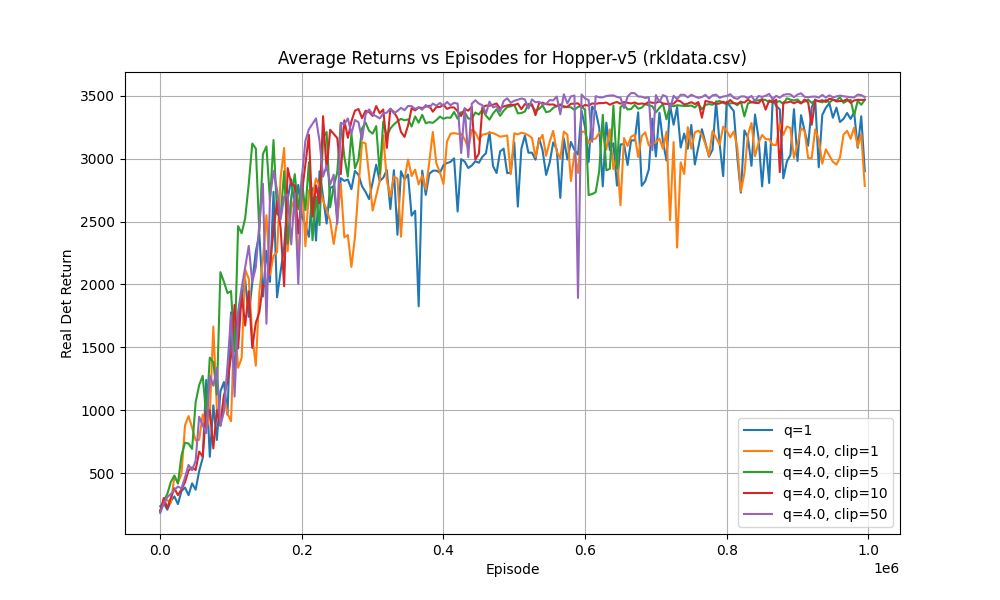 Average Returns vs Episodes for Hopper-v5 (rkldata.csv)
Real Det Return
3500
3000
2500
2000
1500
1000
500
0.0
0.2
0.4
0.6
0.8
1.0
1e6
Episode
q=1
q=4.0, clip=1
q=4.0, clip=5
q=4.0, clip=10
q=4.0, clip=50